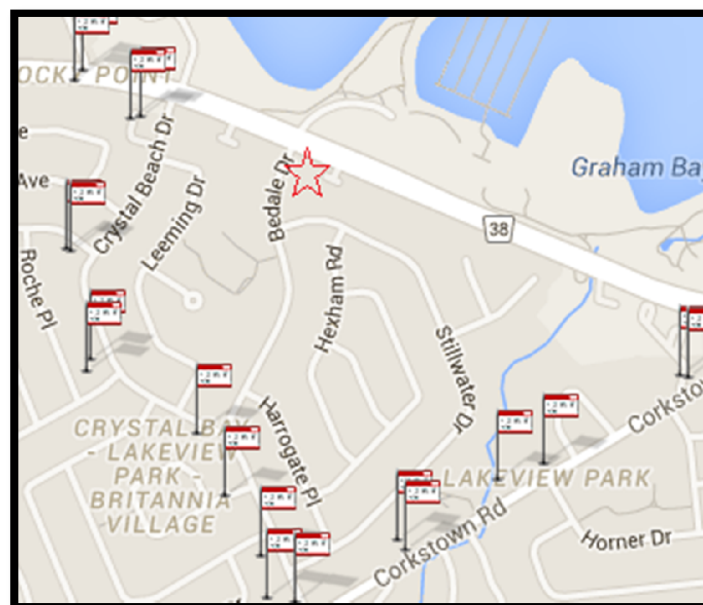 OCK POINT
e
Ave
Crystal Beach Dr
Leeming Dr
Bedale Dr
Graham Bay
38
Roche Pl
Hexham Rd
Stillwater Dr
Corksto
Harrogate Pl
CRYSTAL BAY
- LAKEVIEW
PARK -
BRITANNIA
VILLAGE
LAKEVIEW PARK
Corkstown Rd
Horner Dr